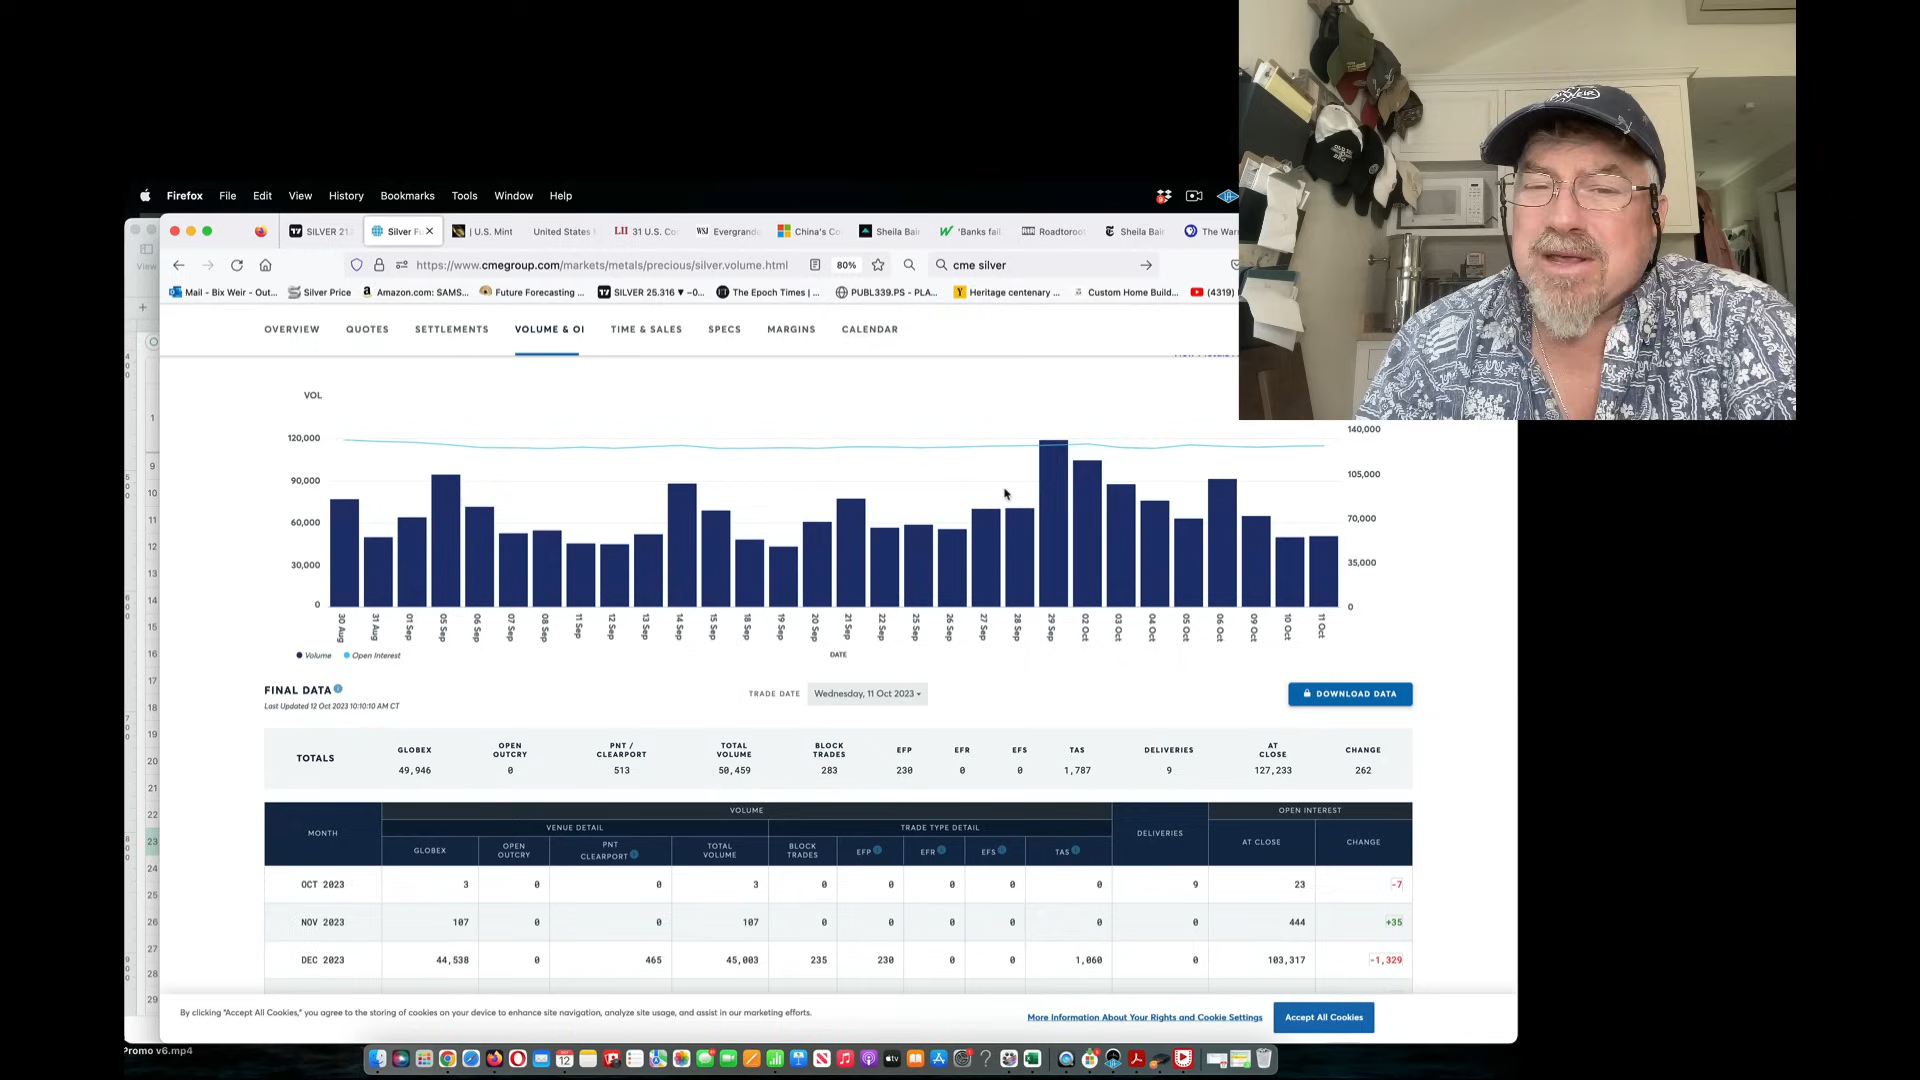 Firefox File Edit View History Bookmarks Tools Window Help
SILVER 21. Silver Fu U.S. Mint United States LII 31 U.S. Co WSJ Evergrande China's Co Sheila Bair 'Banks fail Roadtoroot Sheila Bair The War
https://www.cmegroup.com/markets/metals/precious/silver.volume.html 80% cme silver
View
Mail - Bix Weir - Out... Silver Price Amazon.com: SAMS... Future Forecasting ... SILVER 25.316 ▼ −0... The Epoch Times | ... PUBL339.PS - PLA... Heritage centenary ... Custom Home Build... (4319)
OVERVIEW QUOTES SETTLEMENTS VOLUME & OI TIME & SALES SPECS MARGINS CALENDAR
VOL
120,000 140,000
90,000 105,000
60,000 70,000
30,000 35,000
0 0
30 Aug 31 Aug 01 Sep 05 Sep 06 Sep 07 Sep 08 Sep 11 Sep 12 Sep 13 Sep 14 Sep 15 Sep 18 Sep 19 Sep 20 Sep 21 Sep 22 Sep 25 Sep 26 Sep 27 Sep 28 Sep 29 Sep 02 Oct 03 Oct 04 Oct 05 Oct 06 Oct 09 Oct 10 Oct 11 Oct
Volume Open Interest DATE
FINAL DATA TRADE DATE Wednesday, 11 Oct 2023 DOWNLOAD DATA
Last Updated 12 Oct 2023 10:10:10 AM CT
TOTALS GLOBEX OPEN OUTCRY PNT / CLEARPORT TOTAL VOLUME BLOCK TRADES EFP EFR EFS TAS DELIVERIES AT CLOSE CHANGE
49,946 0 513 50,459 283 230 0 0 1,787 9 127,233 262
VOLUME OPEN INTEREST
MONTH VENUE DETAIL TRADE TYPE DETAIL DELIVERIES
GLOBEX OPEN OUTCRY PNT CLEARPORT TOTAL VOLUME BLOCK TRADES EFP EFR EFS TAS AT CLOSE CHANGE
OCT 2023 3 0 0 3 0 0 0 0 0 9 23 -7
NOV 2023 107 0 0 107 0 0 0 0 0 0 444 +35
DEC 2023 44,538 0 465 45,003 235 230 0 0 1,060 0 103,317 -1,329
By clicking "Accept All Cookies," you agree to the storing of cookies on your device to enhance site navigation, analyze site usage, and assist in our marketing efforts.
More Information About Your Rights and Cookie Settings Accept All Cookies
Promo v6.mp4